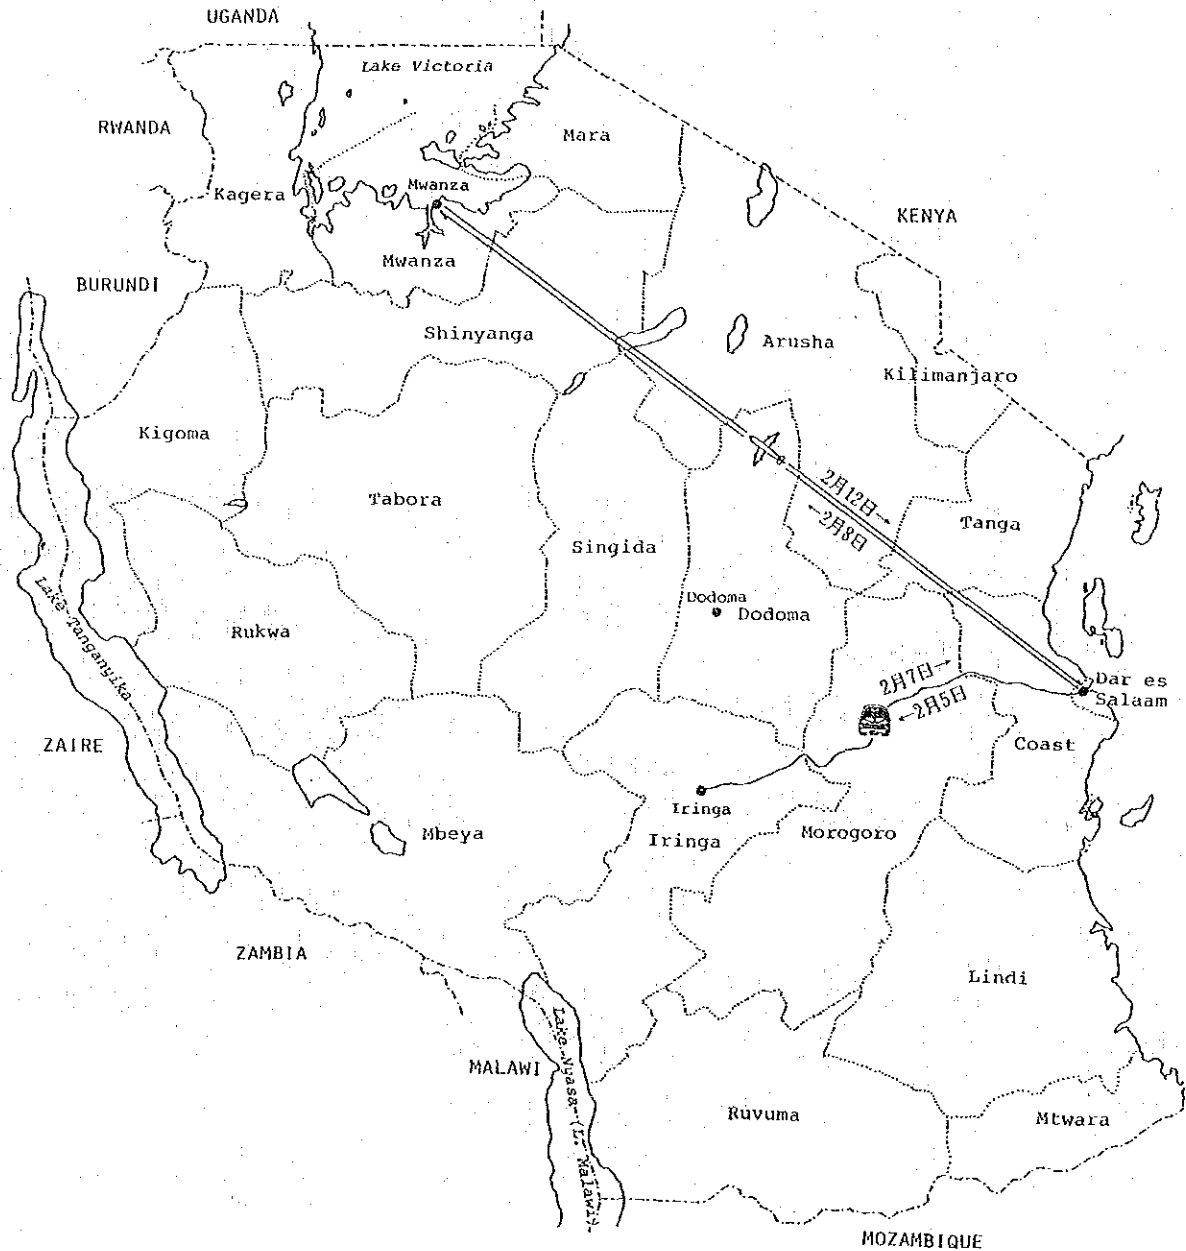 UGANDA
Lake Victoria
RWANDA
Mara
Kagera
Mwanza
KENYA
Mwanza
BURUNDI
Shinyanga
Arusha
Kilimanjaro
Kigoma
Tabora
2月12日→
←2月8日
Tanga
Singida
Dodoma
Dodoma
Lake Tanganyika
Rukwa
2月7日→
←2月5日
Dar es
Salaam
ZAIRE
Coast
Iringa
Mbeya
Iringa
Morogoro
ZAMBIA
Lindi
Lake Nyasa (L. Malawi)
MALAWI
Ruvuma
Mtwara
MOZAMBIQUE